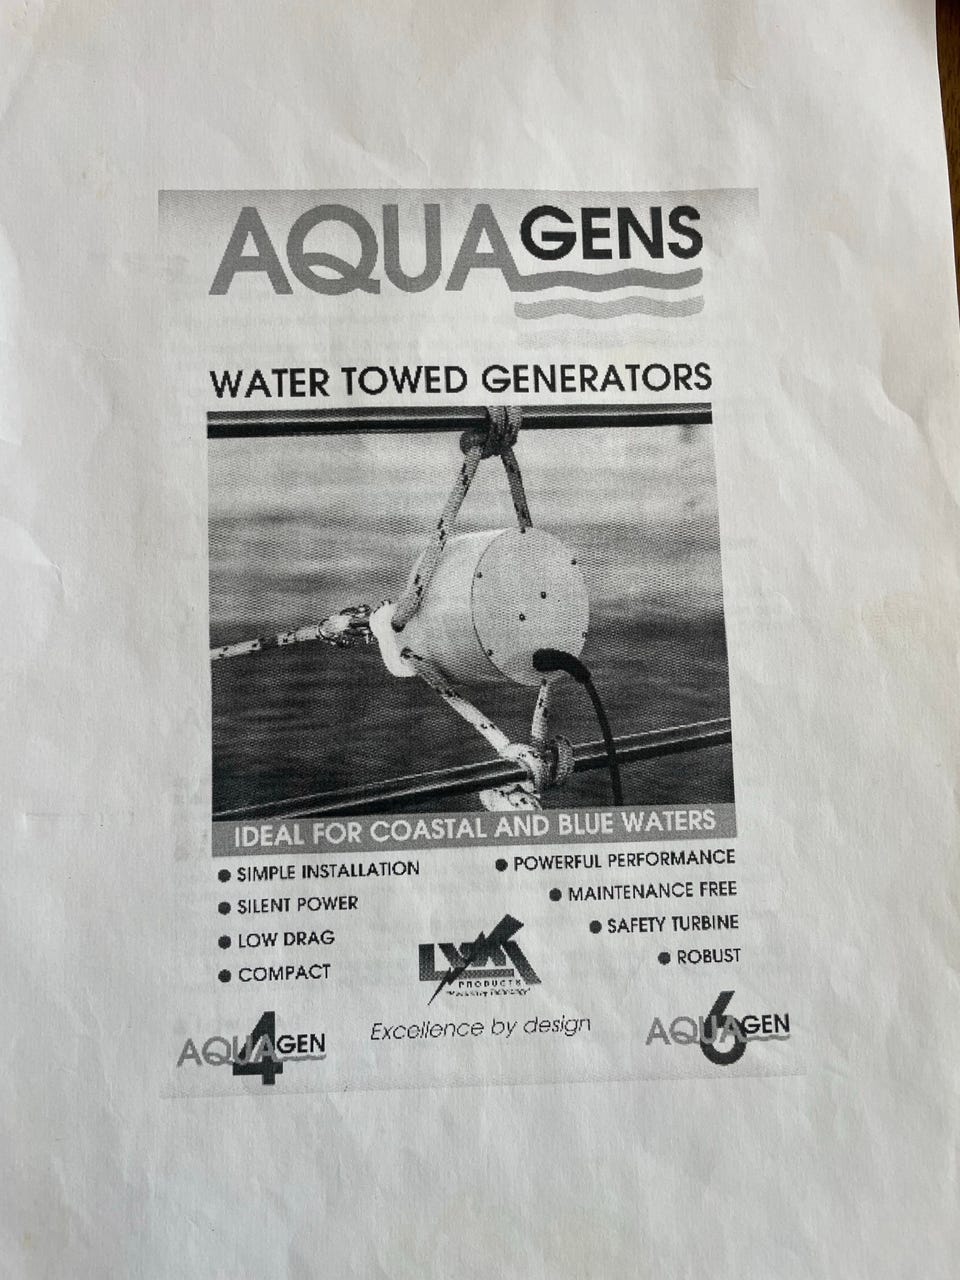 AQUAGENS
WATER TOWED GENERATORS
IDEAL FOR COASTAL AND BLUE WATERS
● SIMPLE INSTALLATION
● SILENT POWER
● LOW DRAG
● COMPACT
● POWERFUL PERFORMANCE
● MAINTENANCE FREE
● SAFETY TURBINE
● ROBUST
LVM
PRODUCTS
Excellence by design
AQUA4GEN
AQUA6GEN